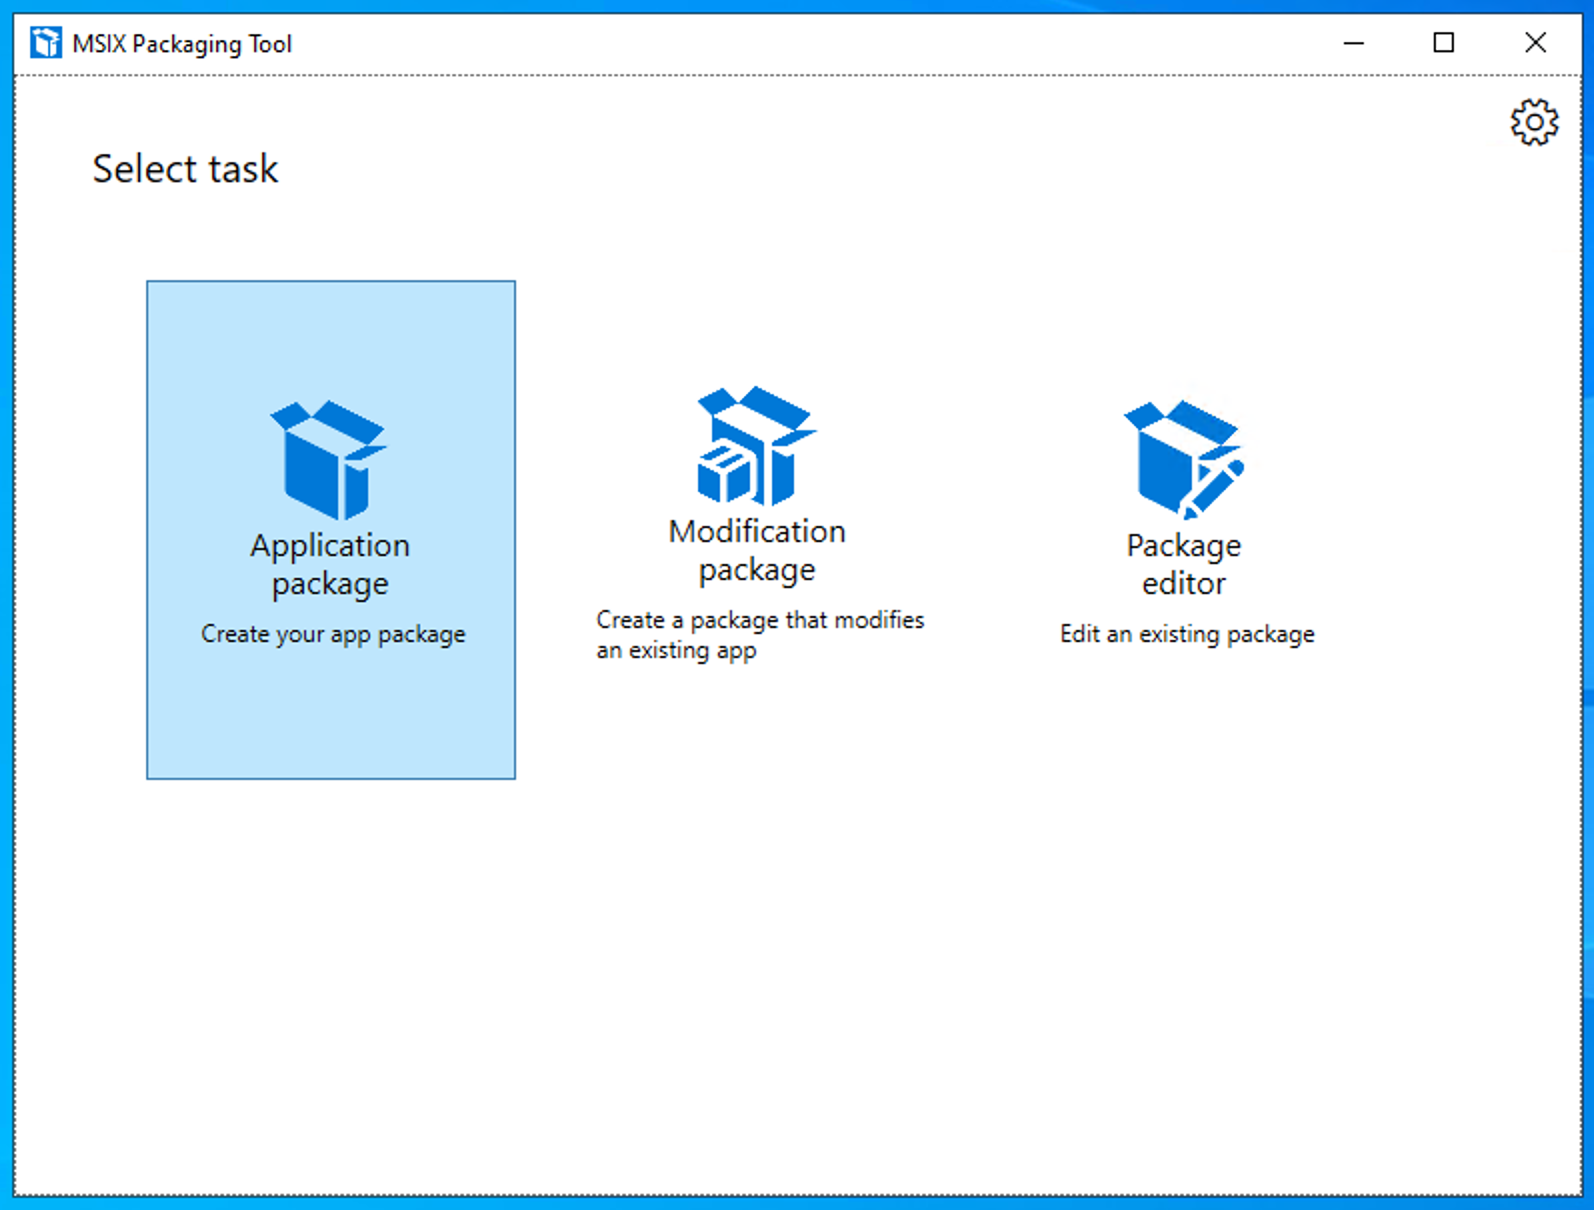 MSIX Packaging Tool
Select task
Application
package
Create your app package
Modification
package
Create a package that modifies
an existing app
Package
editor
Edit an existing package